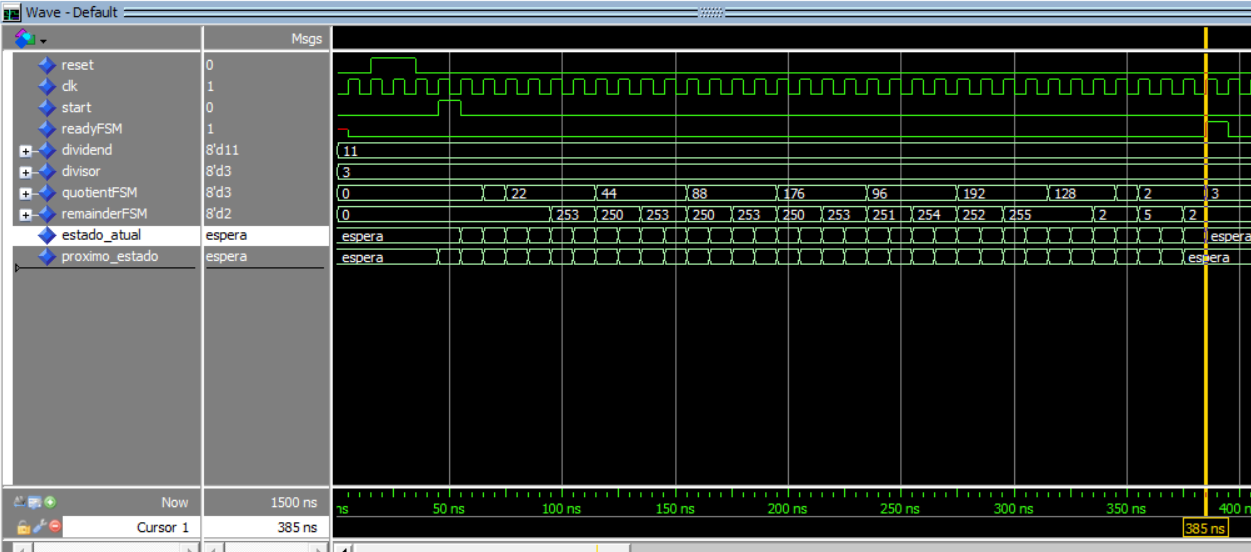 Wave - Default
Msgs
reset 0
clk 1
start 0
readyFSM 1
dividend 8'd11 11
divisor 8'd3 3
quotientFSM 8'd3 0 22 44 88 176 96 192 128 2 3
remainderFSM 8'd2 0 253 250 253 250 253 250 253 251 254 252 255 2 5 2
estado_atual espera espera espera
proximo_estado espera espera espera
Now 1500 ns ns 50 ns 100 ns 150 ns 200 ns 250 ns 300 ns 350 ns 400 n
Cursor 1 385 ns 385 ns